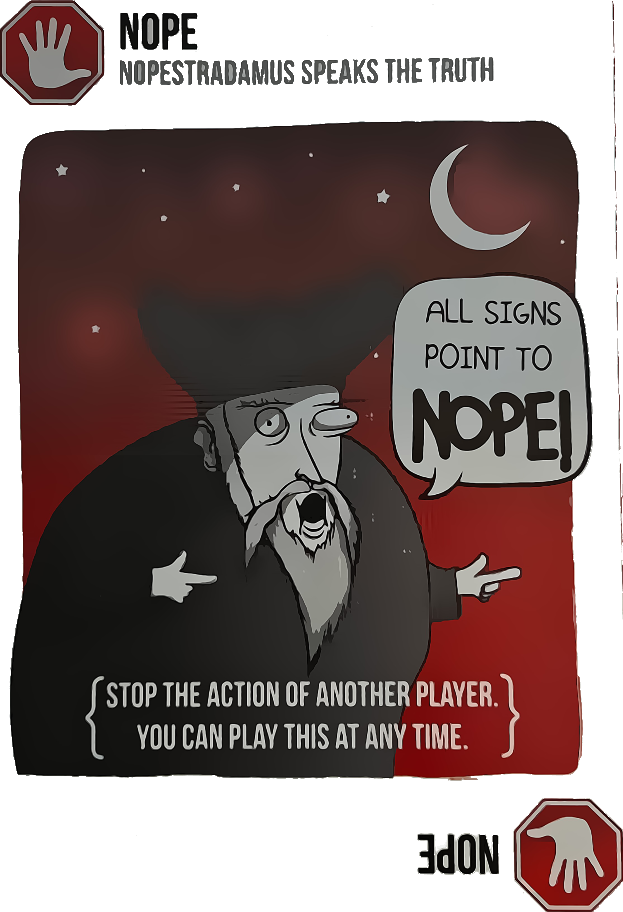 NOPE
NOPESTRADAMUS SPEAKS THE TRUTH
ALL SIGNS
POINT TO
NOPE!
STOP THE ACTION OF ANOTHER PLAYER.
YOU CAN PLAY THIS AT ANY TIME.
NOPE